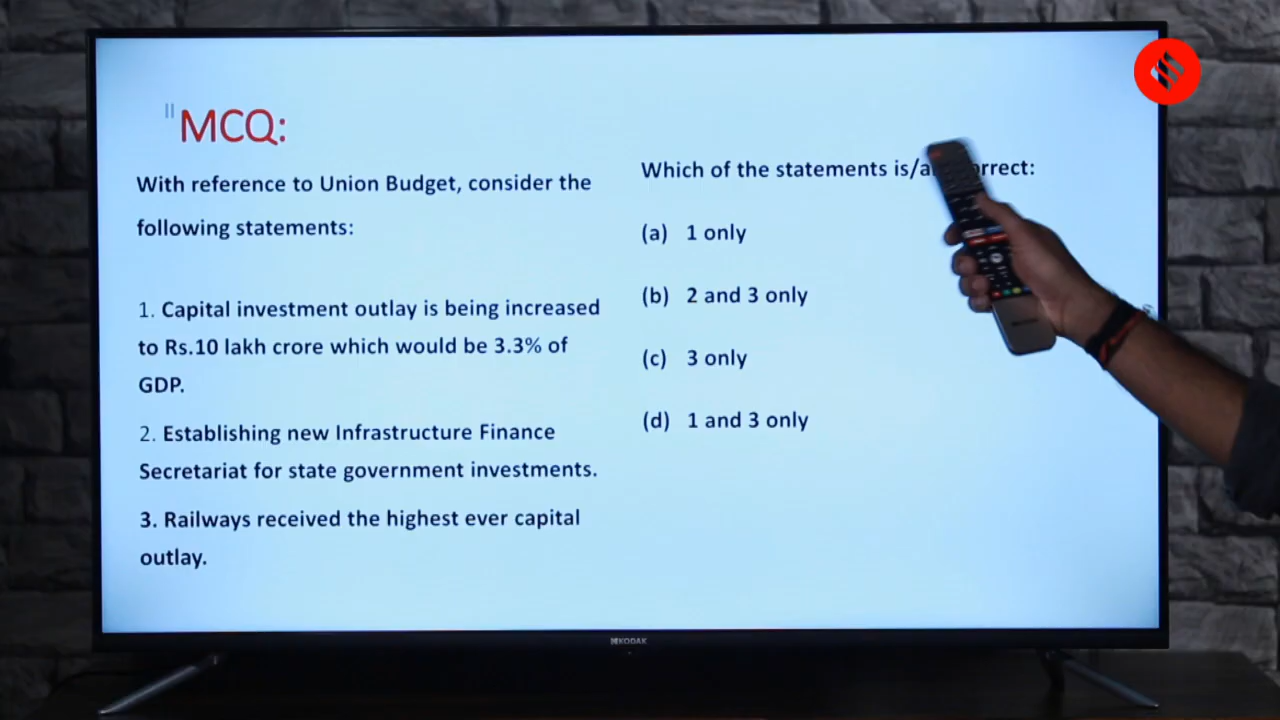 MCQ:
With reference to Union Budget, consider the
following statements:
1. Capital investment outlay is being increased
to Rs.10 lakh crore which would be 3.3% of
GDP.
2. Establishing new Infrastructure Finance
Secretariat for state government investments.
3. Railways received the highest ever capital
outlay.
Which of the statements is/a rrect:
(a) 1 only
(b) 2 and 3 only
(c) 3 only
(d) 1 and 3 only
KODAK